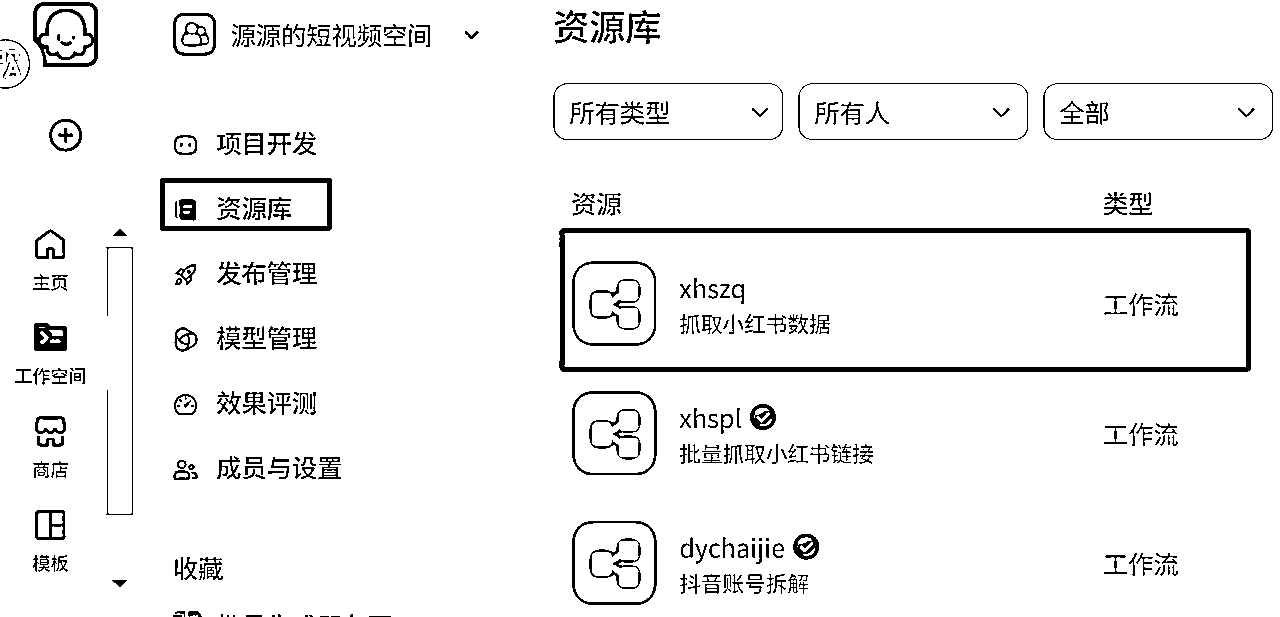 源源的短视频空间
项目开发
资源库
发布管理
模型管理
效果评测
成员与设置
收藏
主页
工作空间
商店
模板
资源库
所有类型
所有人
全部
资源
类型
xhszq
抓取小红书数据
工作流
xhspl
批量抓取小红书链接
工作流
dychaijie
抖音账号拆解
工作流